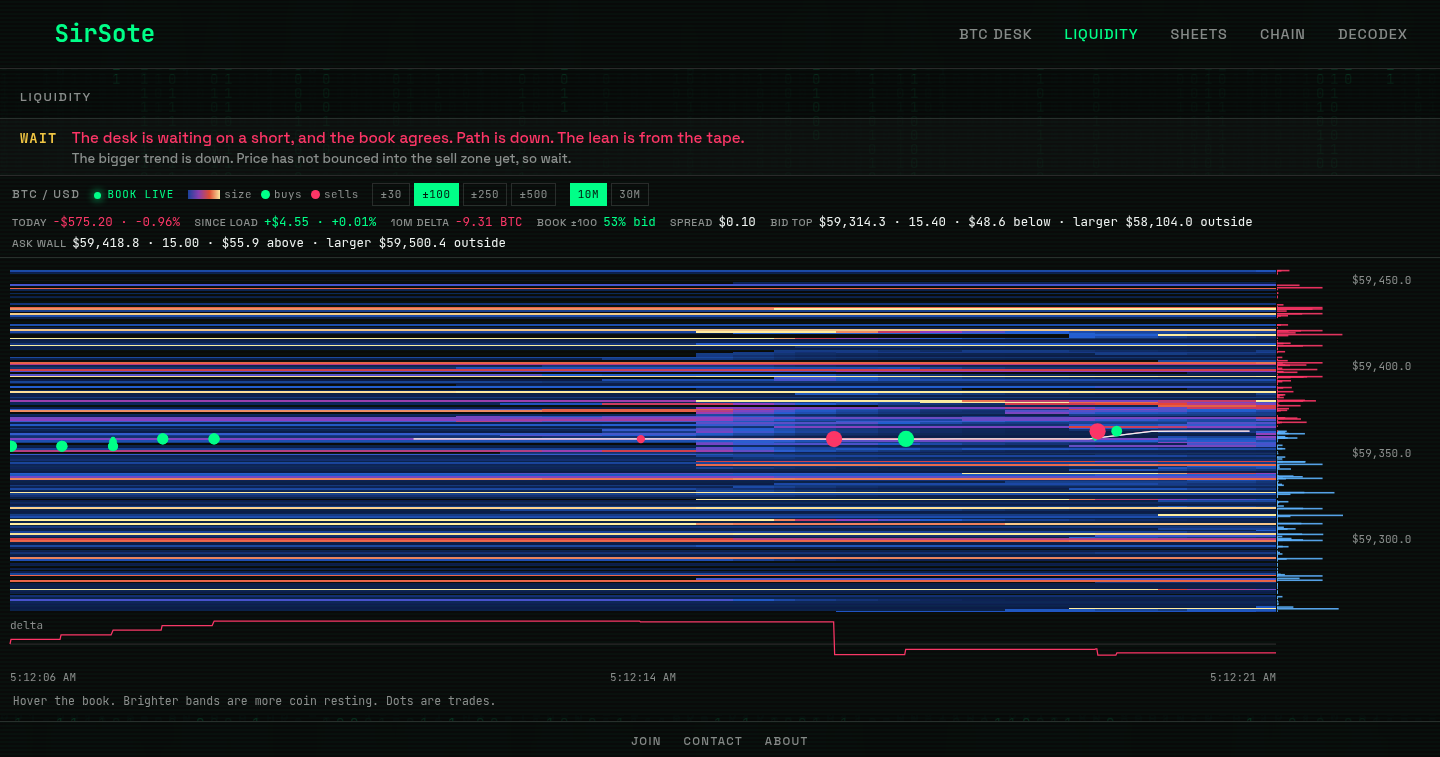 SirSote
BTC DESK LIQUIDITY SHEETS CHAIN DECODEX
LIQUIDITY
WAIT The desk is waiting on a short, and the book agrees. Path is down. The lean is from the tape.
The bigger trend is down. Price has not bounced into the sell zone yet, so wait.
BTC / USD BOOK LIVE size buys sells ±30 ±100 ±250 ±500 10M 30M
TODAY -$575.20 · -0.96% SINCE LOAD +$4.55 · +0.01% 10M DELTA -9.31 BTC BOOK ±100 53% bid SPREAD $0.10 BID TOP $59,314.3 · 15.40 · $48.6 below · larger $58,104.0 outside
ASK WALL $59,418.8 · 15.00 · $55.9 above · larger $59,500.4 outside
$59,450.0
$59,400.0
$59,350.0
$59,300.0
delta
5:12:06 AM 5:12:14 AM 5:12:21 AM
Hover the book. Brighter bands are more coin resting. Dots are trades.
JOIN CONTACT ABOUT